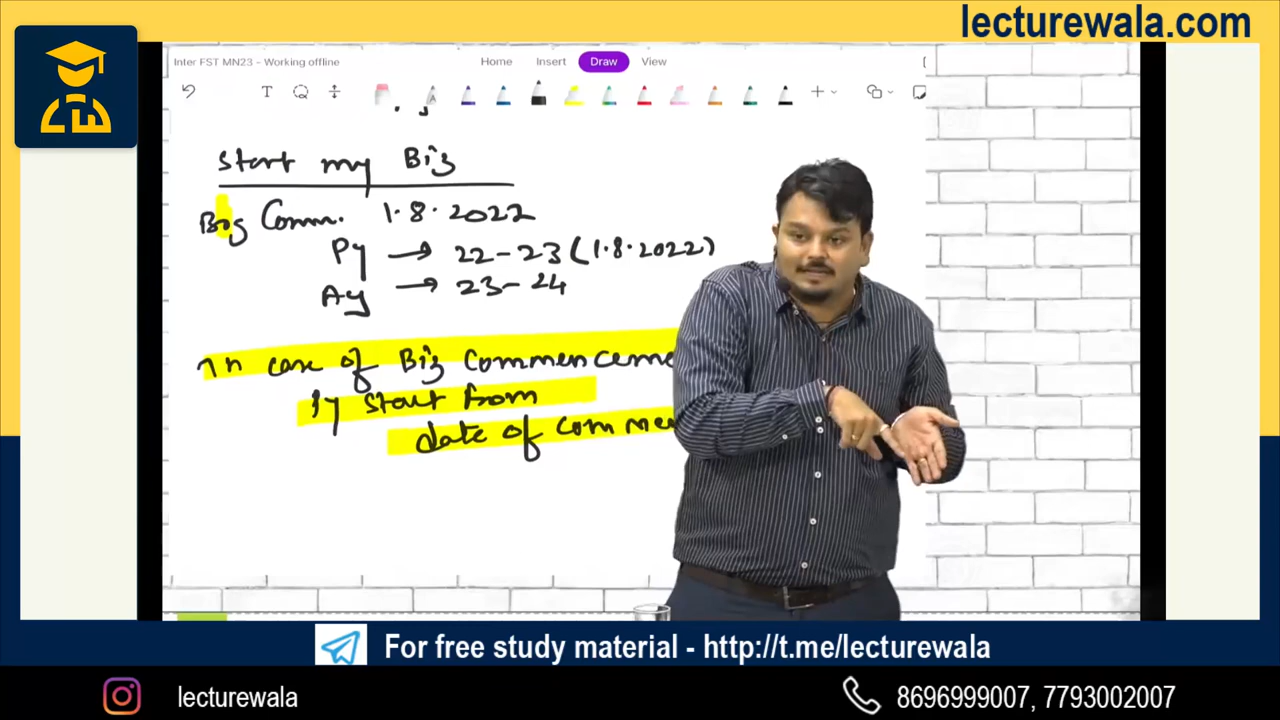 lecturewala.com
Inter FST MN23 - Working offline
Home Insert Draw View
Start my Biz
Biz Comm. 1.8.2022
Py → 22-23 (1.8.2022)
Ay → 23-24
In case of Biz Commenceme
Py start from
date of commen
For free study material - http://t.me/lecturewala
lecturewala
8696999007, 7793002007